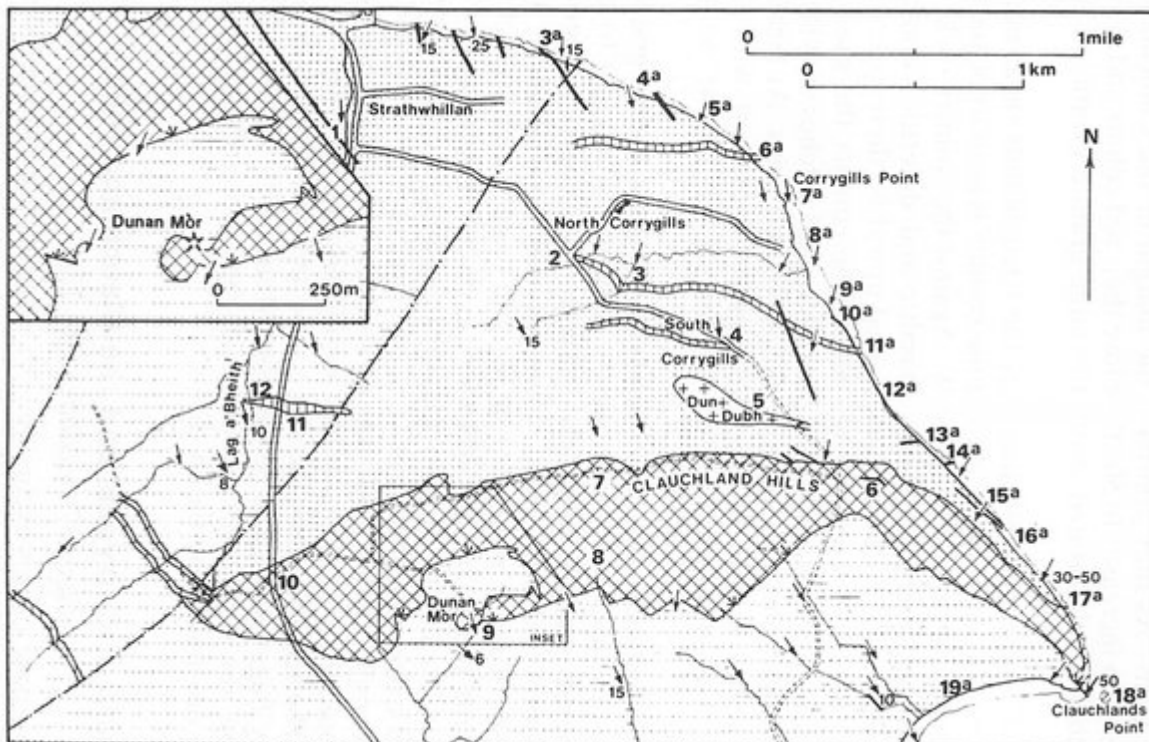 0 1mile
0 1km
N
15
25
3ª
15
4ª
5ª
6ª
Strathwhillan
1
Corrygills Point
7ª
North Corrygills
8ª
2
3
9ª
10ª
11ª
Dunan Mòr
0 250m
15
South
Corrygills
4
12ª
Dun
Dubh
5
Lag a' Bheith'
12
11
10
8
13ª
14ª
7
CLAUCHLAND HILLS
6
15ª
16ª
8
30-50
17ª
10
Dunan
Mòr
9
INSET
6
15
10
19ª
50
18ª
Clauchlands
Point